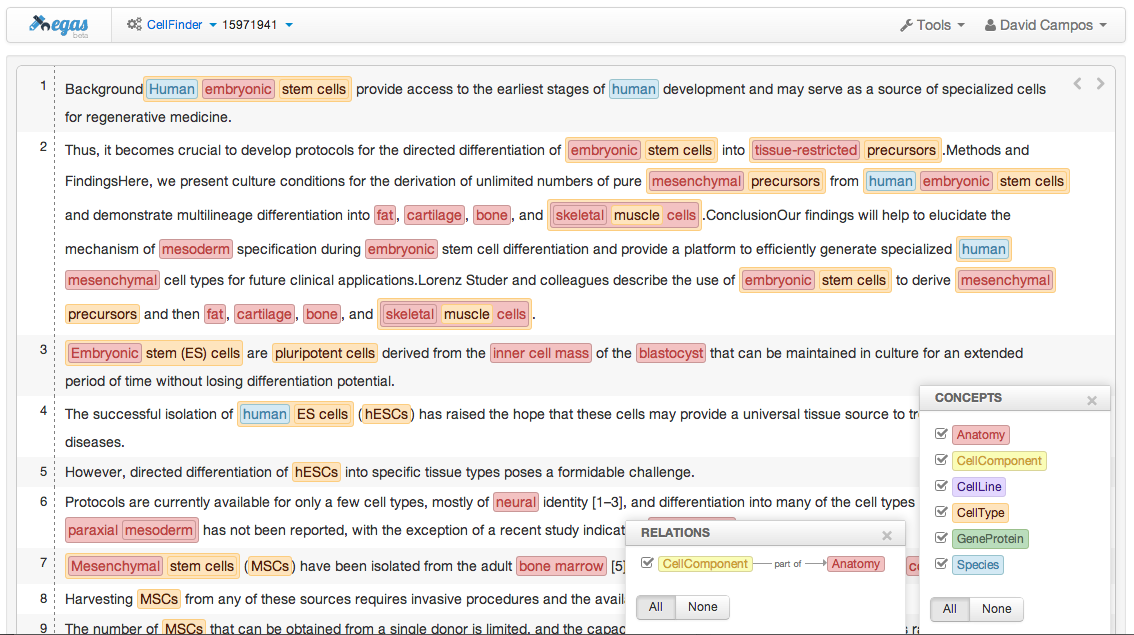 egas
beta
CellFinder 15971941 Tools David Campos
1 Background Human embryonic stem cells provide access to the earliest stages of human development and may serve as a source of specialized cells
for regenerative medicine.
2 Thus, it becomes crucial to develop protocols for the directed differentiation of embryonic stem cells into tissue-restricted precursors .Methods and
FindingsHere, we present culture conditions for the derivation of unlimited numbers of pure mesenchymal precursors from human embryonic stem cells
and demonstrate multilineage differentiation into fat, cartilage, bone, and skeletal muscle cells .ConclusionOur findings will help to elucidate the
mechanism of mesoderm specification during embryonic stem cell differentiation and provide a platform to efficiently generate specialized human
mesenchymal cell types for future clinical applications.Lorenz Studer and colleagues describe the use of embryonic stem cells to derive mesenchymal
precursors and then fat, cartilage, bone, and skeletal muscle cells .
3 Embryonic stem (ES) cells are pluripotent cells derived from the inner cell mass of the blastocyst that can be maintained in culture for an extended
period of time without losing differentiation potential.
4 The successful isolation of human ES cells (hESCs) has raised the hope that these cells may provide a universal tissue source to
diseases.
5 However, directed differentiation of hESCs into specific tissue types poses a formidable challenge.
6 Protocols are currently available for only a few cell types, mostly of neural identity [1–3], and differentiation into many of the cell types
paraxial mesoderm has not been reported, with the exception of a recent study
7 Mesenchymal stem cells (MSCs) have been isolated from the adult bone marrow [5]
8 Harvesting MSCs from any of these sources requires invasive procedures and the
9 The number of MSCs that can be obtained from a single donor is limited, and the
CONCEPTS
Anatomy
CellComponent
CellLine
CellType
GeneProtein
Species
All None
RELATIONS
CellComponent part of Anatomy
All None